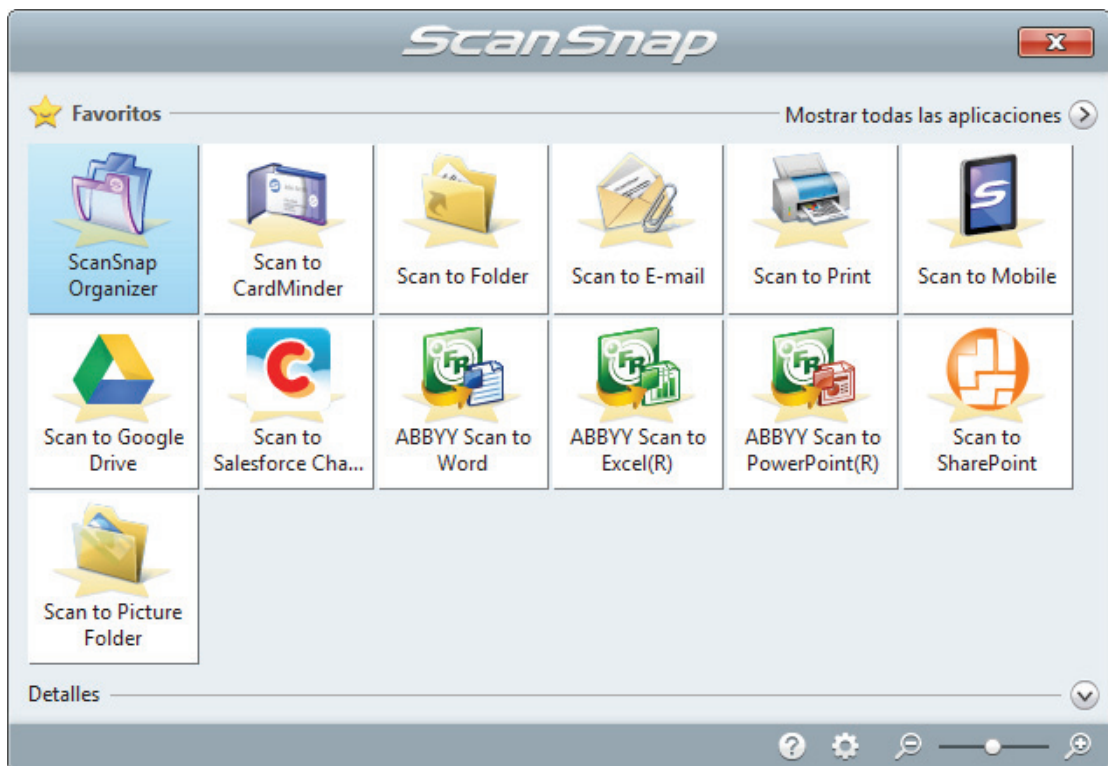 ScanSnap
Favoritos
Mostrar todas las aplicaciones
ScanSnap
Organizer
Scan to
CardMinder
Scan to Folder
Scan to E-mail
Scan to Print
Scan to Mobile
Scan to Google
Drive
Scan to
Salesforce Cha...
ABBYY Scan to
Word
ABBYY Scan to
Excel(R)
ABBYY Scan to
PowerPoint(R)
Scan to
SharePoint
Scan to Picture
Folder
Detalles